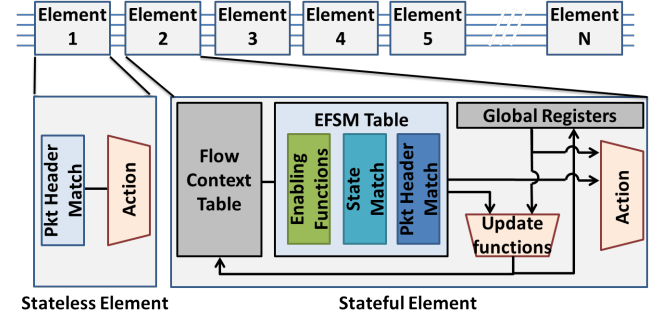 Element
1
Element
2
Element
3
Element
4
Element
5
Element
N
Pkt Header
Match
Action
Stateless Element
Flow
Context
Table
EFSM Table
Enabling
Functions
State
Match
Pkt Header
Match
Global Registers
Update
functions
Action
Stateful Element